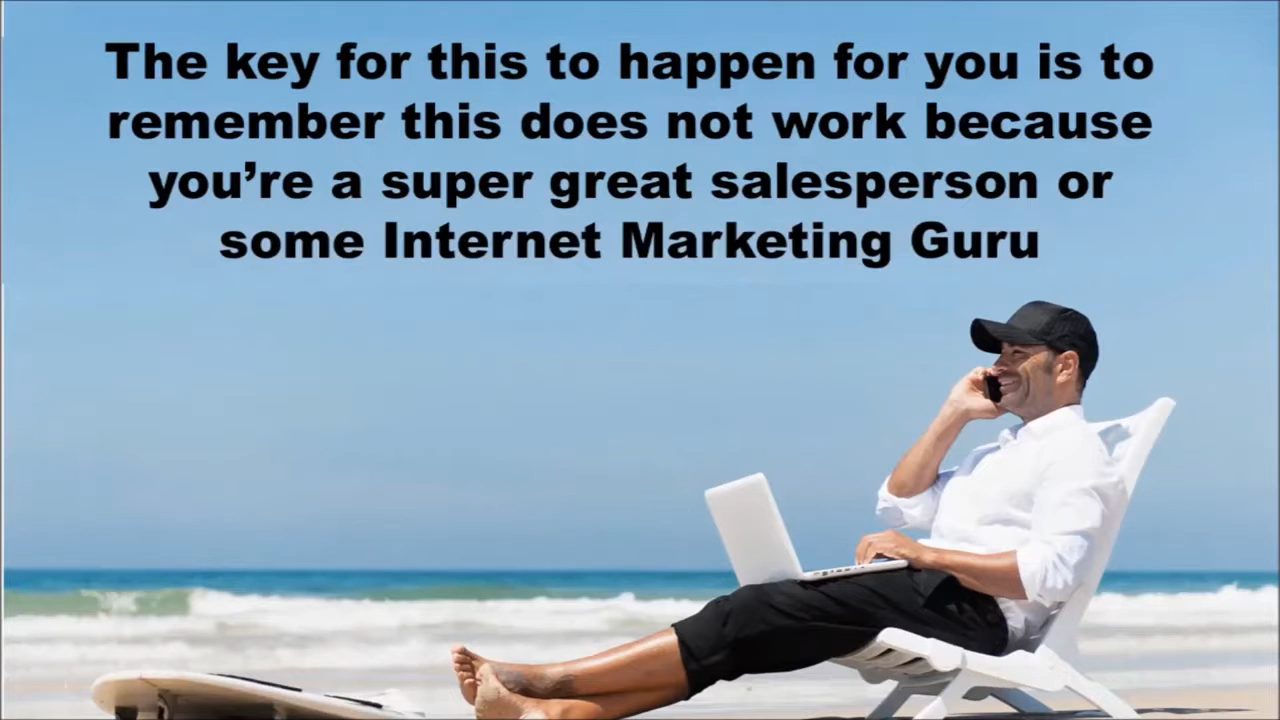 The key for this to happen for you is to
remember this does not work because
you’re a super great salesperson or
some Internet Marketing Guru